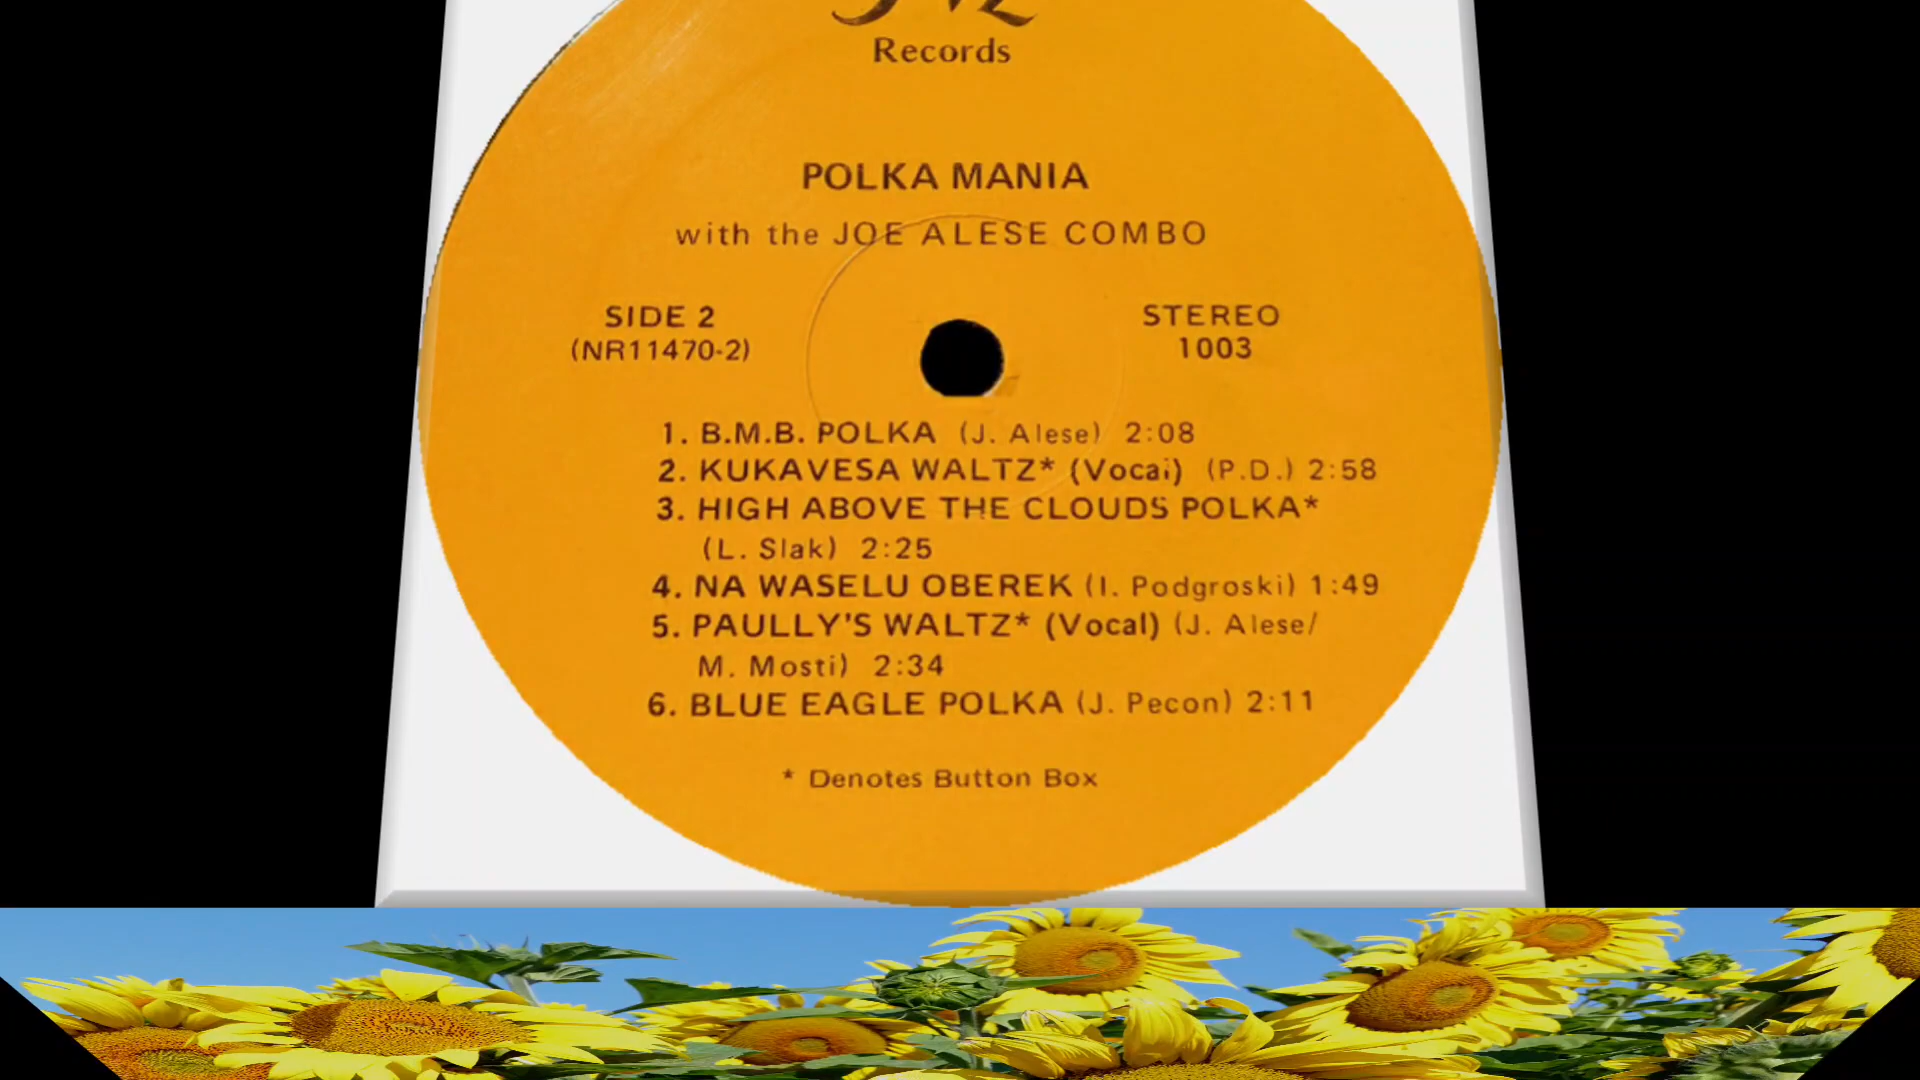 Records
POLKA MANIA
with the JOE ALESE COMBO
SIDE 2
(NR11470-2)
STEREO
1003
1. B.M.B. POLKA (J. Alese) 2:08
2. KUKAVESA WALTZ* (Vocal) (P.D.) 2:58
3. HIGH ABOVE THE CLOUDS POLKA*
(L. Slak) 2:25
4. NA WASELU OBEREK (I. Podgroski) 1:49
5. PAULLY'S WALTZ* (Vocal) (J. Alese/
M. Mosti) 2:34
6. BLUE EAGLE POLKA (J. Pecon) 2:11
* Denotes Button Box